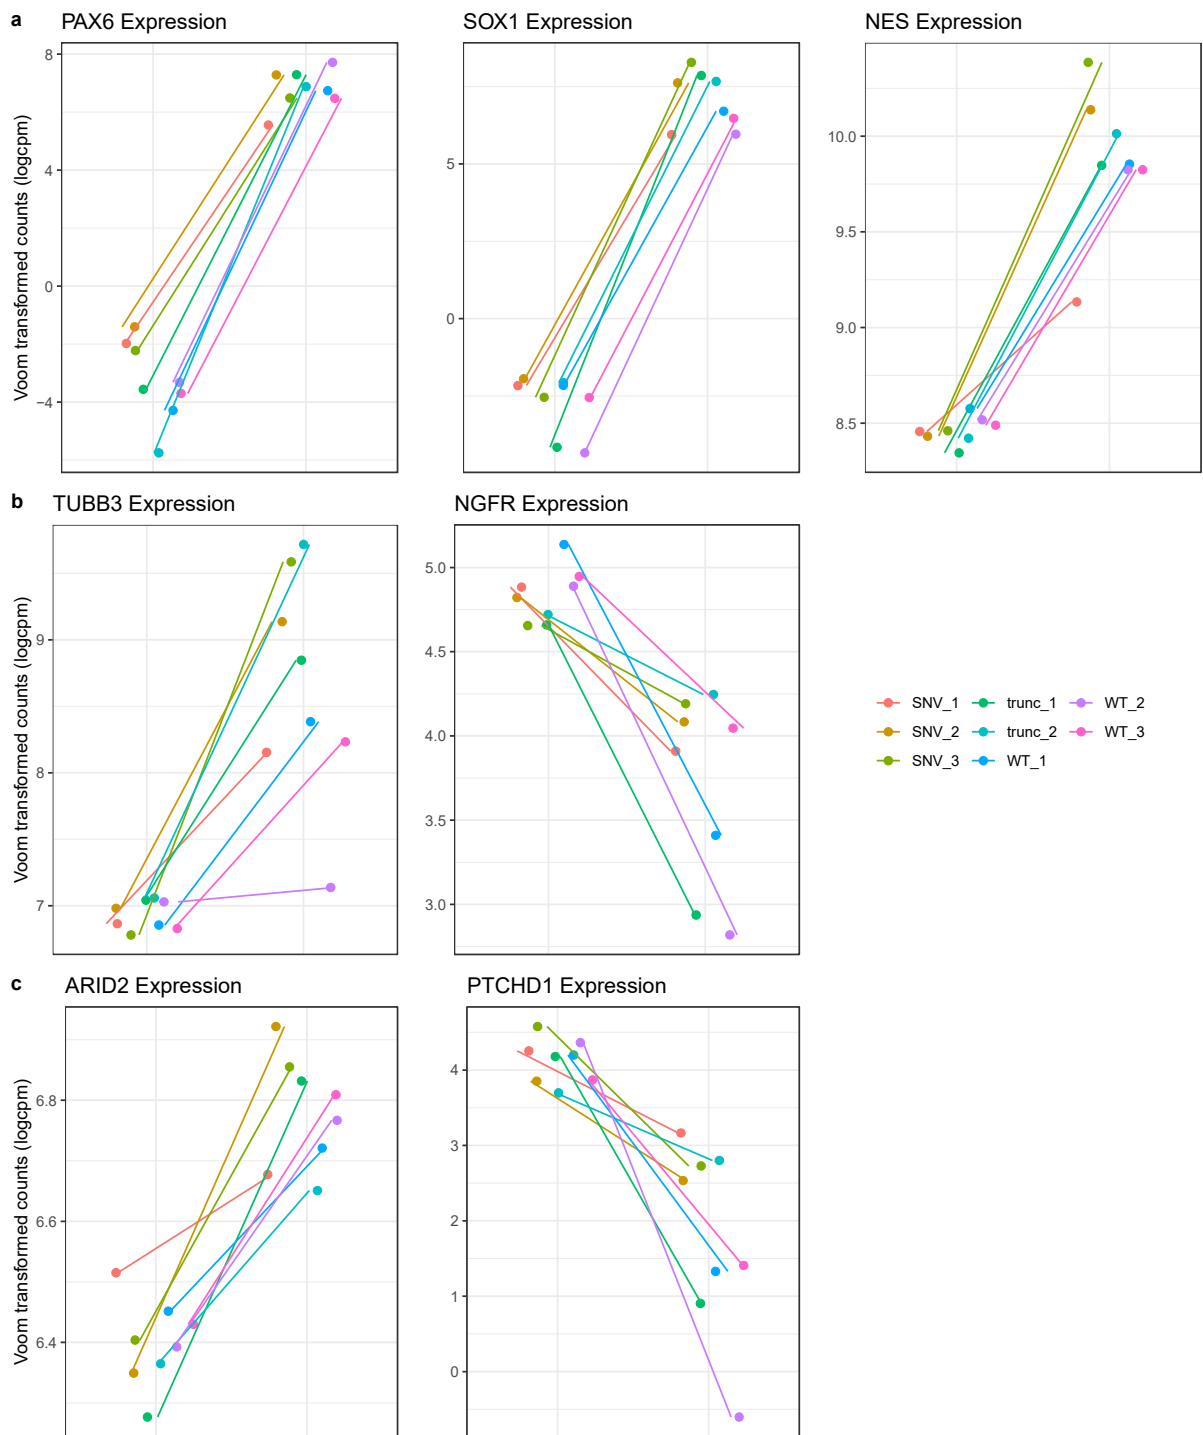 a
PAX6 Expression
SOX1 Expression
NES Expression
Voom transformed counts (logcpm)
8
4
0
−4
5
0
10.0
9.5
9.0
8.5
b
TUBB3 Expression
NGFR Expression
Voom transformed counts (logcpm)
9
8
7
5.0
4.5
4.0
3.5
3.0
SNV_1 trunc_1 WT_2
SNV_2 trunc_2 WT_3
SNV_3 WT_1
c
ARID2 Expression
PTCHD1 Expression
Voom transformed counts (logcpm)
6.8
6.6
6.4
4
3
2
1
0